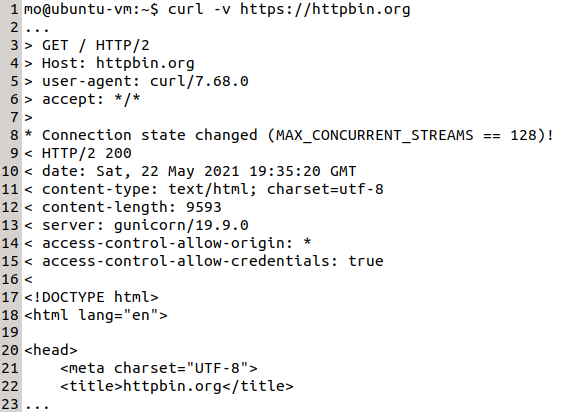 1 mo@ubuntu-vm:~$ curl -v https://httpbin.org
2 ...
3 > GET / HTTP/2
4 > Host: httpbin.org
5 > user-agent: curl/7.68.0
6 > accept: */*
7 >
8 * Connection state changed (MAX_CONCURRENT_STREAMS == 128)!
9 < HTTP/2 200
10 < date: Sat, 22 May 2021 19:35:20 GMT
11 < content-type: text/html; charset=utf-8
12 < content-length: 9593
13 < server: gunicorn/19.9.0
14 < access-control-allow-origin: *
15 < access-control-allow-credentials: true
16 <
17 <!DOCTYPE html>
18 <html lang="en">
19
20 <head>
21     <meta charset="UTF-8">
22     <title>httpbin.org</title>
23 ...